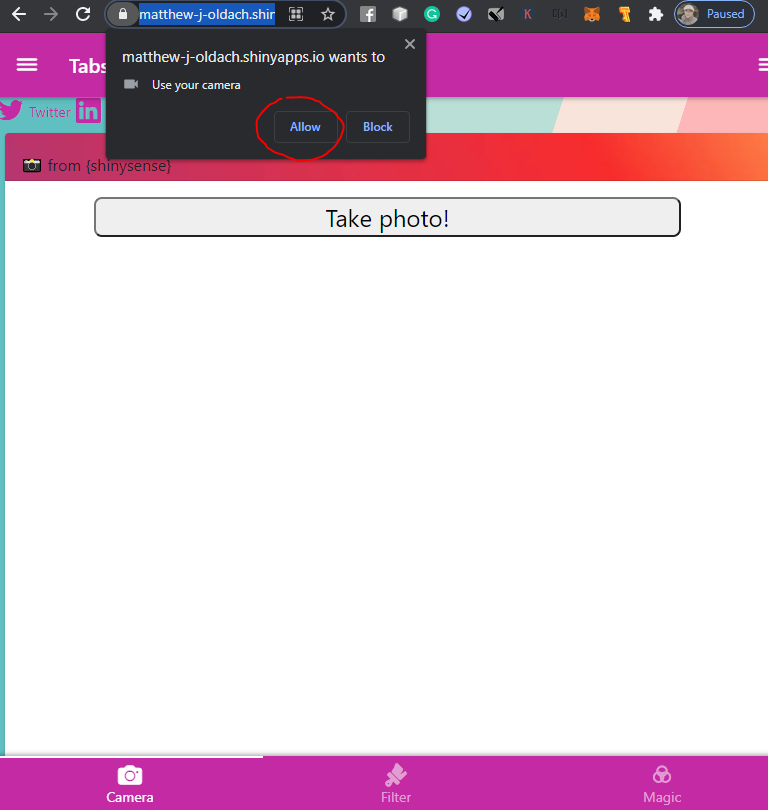 matthew-j-oldach.shir
Paused
matthew-j-oldach.shinyapps.io wants to
Use your camera
Allow
Block
Tabs
Twitter
from {shinysense}
Take photo!
Camera
Filter
Magic